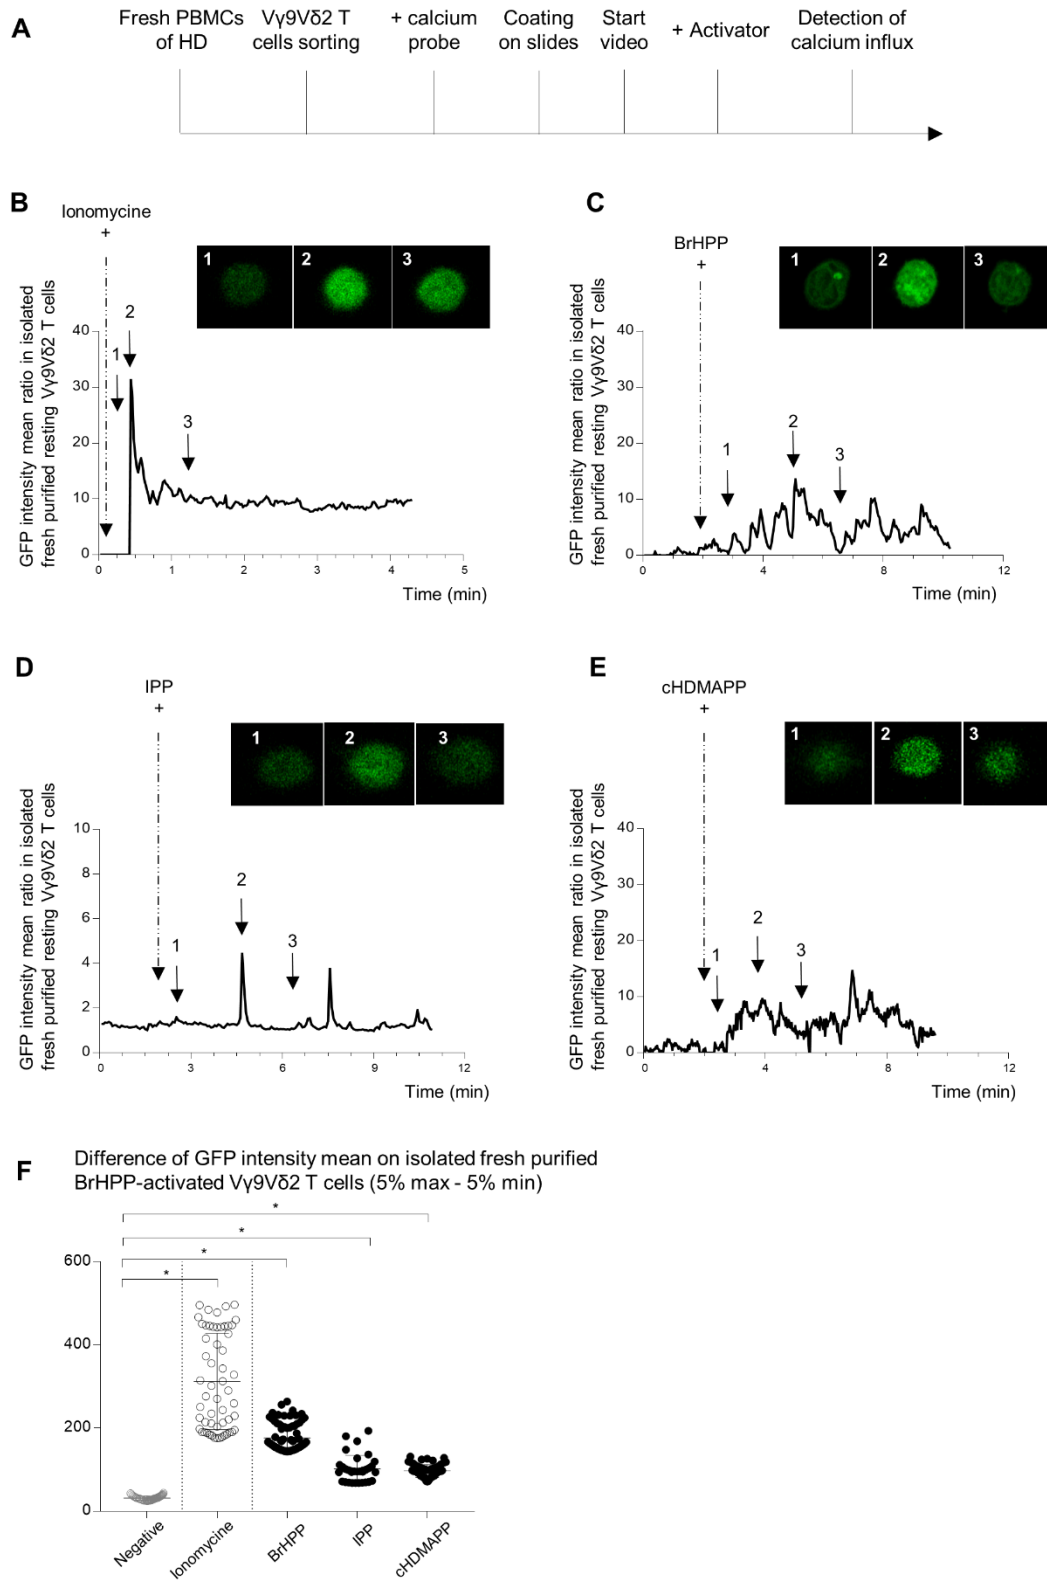 A
Fresh PBMCs
of HD
Vγ9Vδ2 T
cells sorting
+ calcium
probe
Coating
on slides
Start
video
+ Activator
Detection of
calcium influx
B
Ionomycine
+
1
2
3
2
1
3
GFP intensity mean ratio in isolated
fresh purified resting Vγ9Vδ2 T cells
40
30
20
10
0
0
1
2
3
4
5
Time (min)
C
BrHPP
+
1
2
3
2
1
3
GFP intensity mean ratio in isolated
fresh purified resting Vγ9Vδ2 T cells
40
30
20
10
0
0
4
8
12
Time (min)
D
IPP
+
1
2
3
2
1
3
GFP intensity mean ratio in isolated
fresh purified resting Vγ9Vδ2 T cells
10
8
6
4
2
0
0
3
6
9
12
Time (min)
E
cHDMAPP
+
1
2
3
2
1
3
GFP intensity mean ratio in isolated
fresh purified resting Vγ9Vδ2 T cells
40
30
20
10
0
0
4
8
12
Time (min)
F
Difference of GFP intensity mean on isolated fresh purified
BrHPP-activated Vγ9Vδ2 T cells (5% max - 5% min)
*
*
*
*
600
400
200
0
Negative
Ionomycine
BrHPP
IPP
cHDMAPP